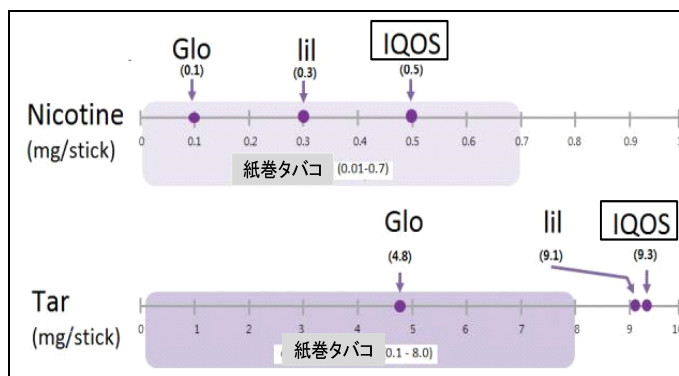 Glo lil IQOS
(0.1) (0.3) (0.5)
Nicotine
(mg/stick)
0 0.1 0.2 0.3 0.4 0.5 0.6 0.7 0.8 0.9
紙巻タバコ (0.01-0.7)
Glo lil IQOS
(4.8) (9.1) (9.3)
Tar
(mg/stick)
0 1 2 3 4 5 6 7 8 9 10
紙巻タバコ 0.1 - 8.0)